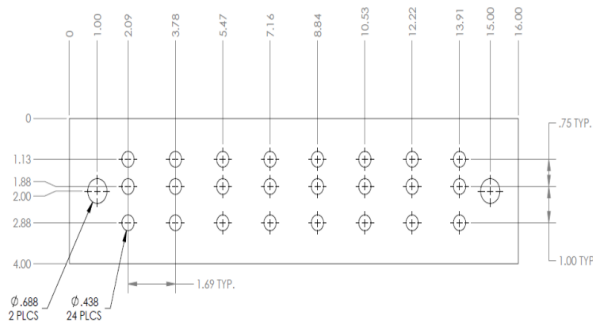 0
1.00
2.09
3.78
5.47
7.16
8.84
10.53
12.22
13.91
15.00
16.00
0
.75 TYP.
1.13
1.88
2.00
2.88
4.00
1.00 TYP.
1.69 TYP.
Ø.688
2 PLCS
Ø.438
24 PLCS